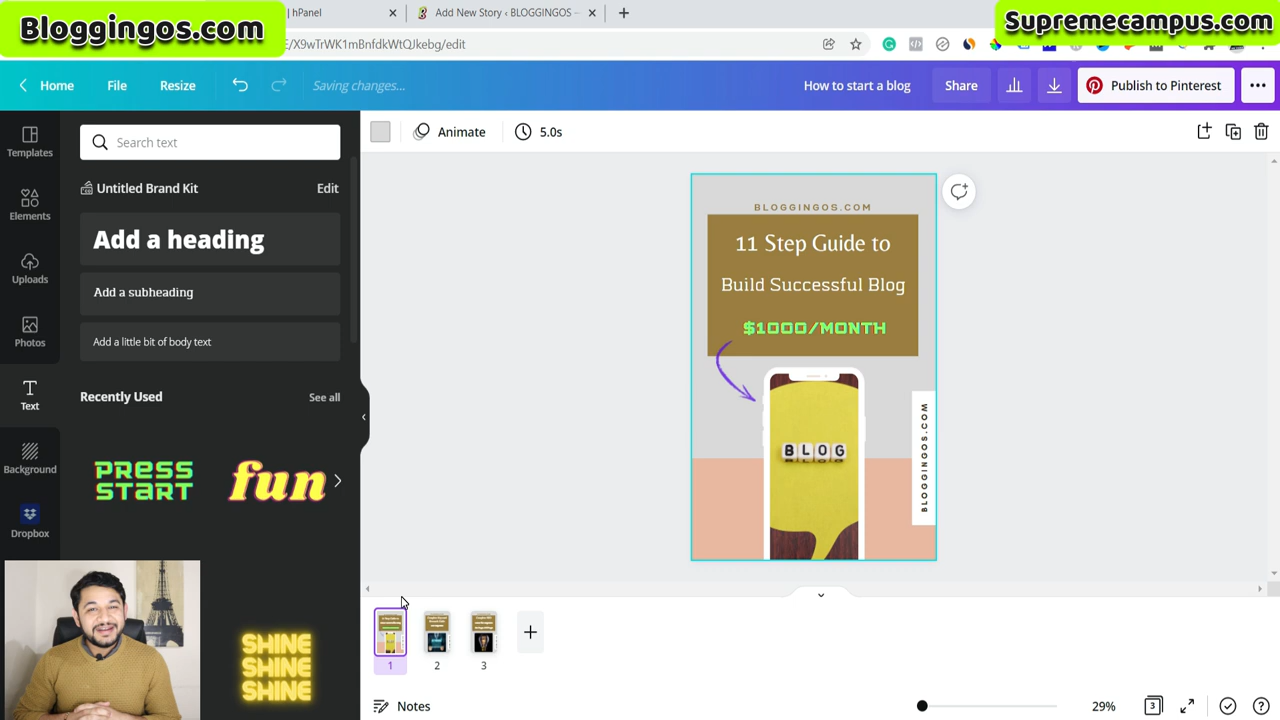 Bloggingos.com
hPanel
Add New Story ‹ BLOGGINGOS —
Supremecampus.com
E/X9wTrWK1mBnfdkWtQJkebg/edit
Home
File
Resize
Saving changes...
How to start a blog
Share
Publish to Pinterest
Templates
Elements
Uploads
Photos
Text
Background
Dropbox
Search text
Untitled Brand Kit
Edit
Add a heading
Add a subheading
Add a little bit of body text
Recently Used
See all
PRESS
START
fun
SHINE
SHINE
SHINE
Animate
5.0s
BLOGGINGOS.COM
11 Step Guide to
Build Successful Blog
$1000/MONTH
BLOG
BLOGGINGOS.COM
1
2
3
Notes
29%
3